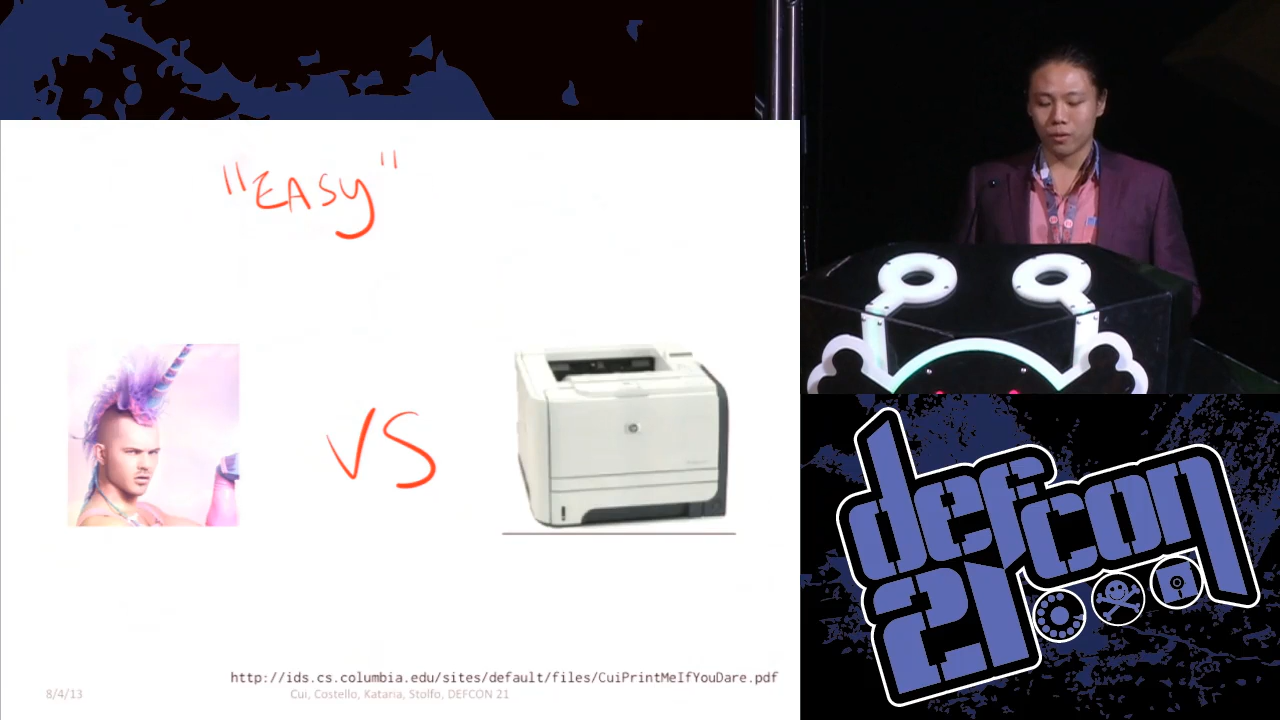 "EASY"
VS
http://ids.cs.columbia.edu/sites/default/files/CuiPrintMeIfYouDare.pdf
8/4/13
Cui, Costello, Kataria, Stolfo, DEFCON 21
defcon
21